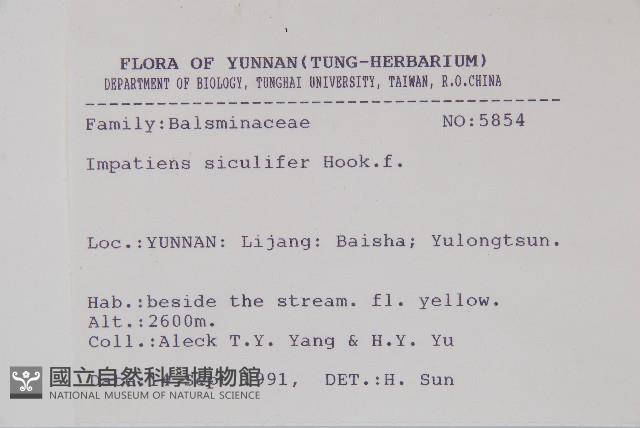 FLORA OF YUNNAN(TUNG-HERBARIUM)
DEPARTMENT OF BIOLOGY, TUNGHAI UNIVERSITY, TAIWAN, R.O.CHINA
Family:Balsminaceae NO:5854
Impatiens siculifer Hook.f.
Loc.:YUNNAN: Lijang: Baisha; Yulongtsun.
Hab.:beside the stream. fl. yellow.
Alt.:2600m.
Coll.:Aleck T.Y. Yang & H.Y. Yu
1991, DET.:H. Sun
國立自然科學博物館
NATIONAL MUSEUM OF NATURAL SCIENCE